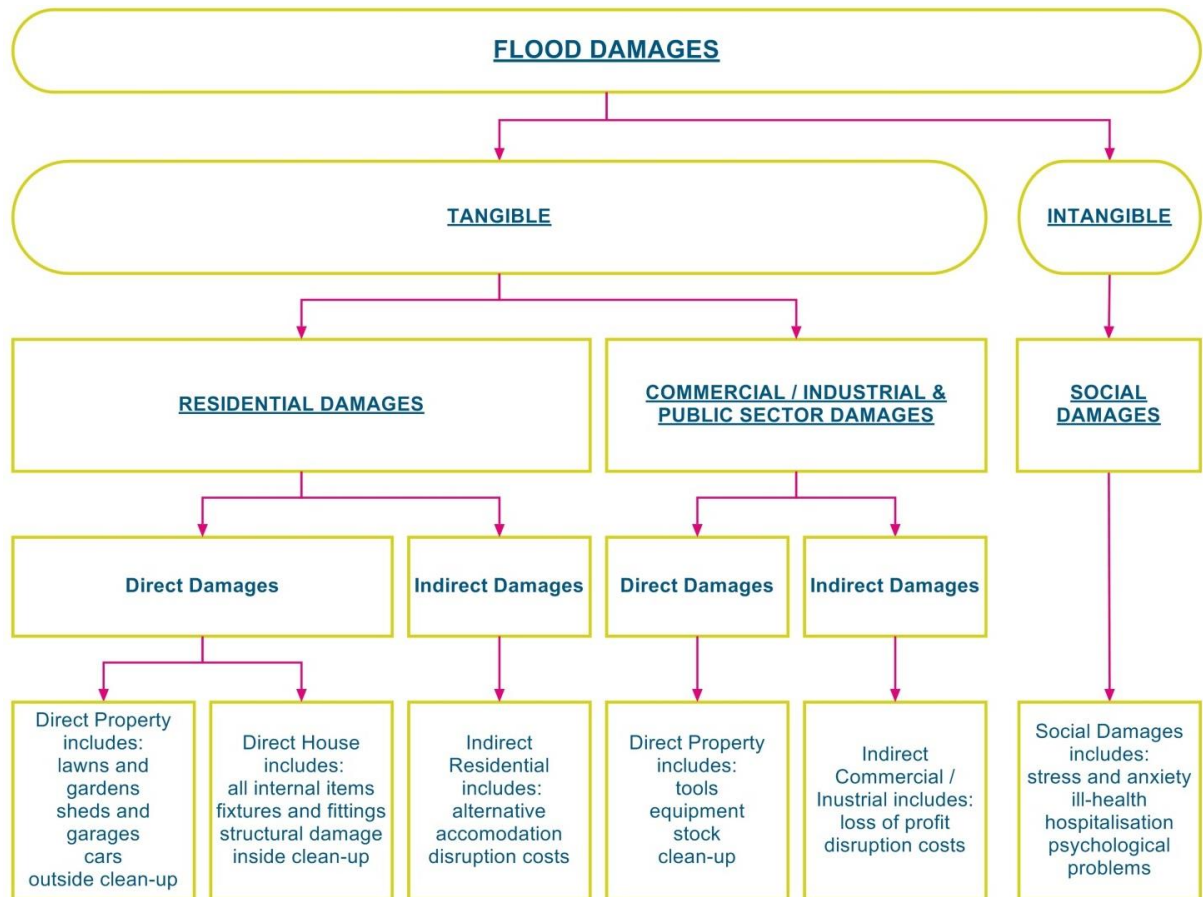 FLOOD DAMAGES
TANGIBLE
INTANGIBLE
RESIDENTIAL DAMAGES
COMMERCIAL / INDUSTRIAL &
PUBLIC SECTOR DAMAGES
SOCIAL
DAMAGES
Direct Damages
Indirect Damages
Direct Damages
Indirect Damages
Direct Property
includes:
lawns and
gardens
sheds and
garages
cars
outside clean-up
Direct House
includes:
all internal items
fixtures and fittings
structural damage
inside clean-up
Indirect
Residential
includes:
alternative
accomodation
disruption costs
Direct Property
includes:
tools
equipment
stock
clean-up
Indirect
Commercial /
Inustrial includes:
loss of profit
disruption costs
Social Damages
includes:
stress and anxiety
ill-health
hospitalisation
psychological
problems